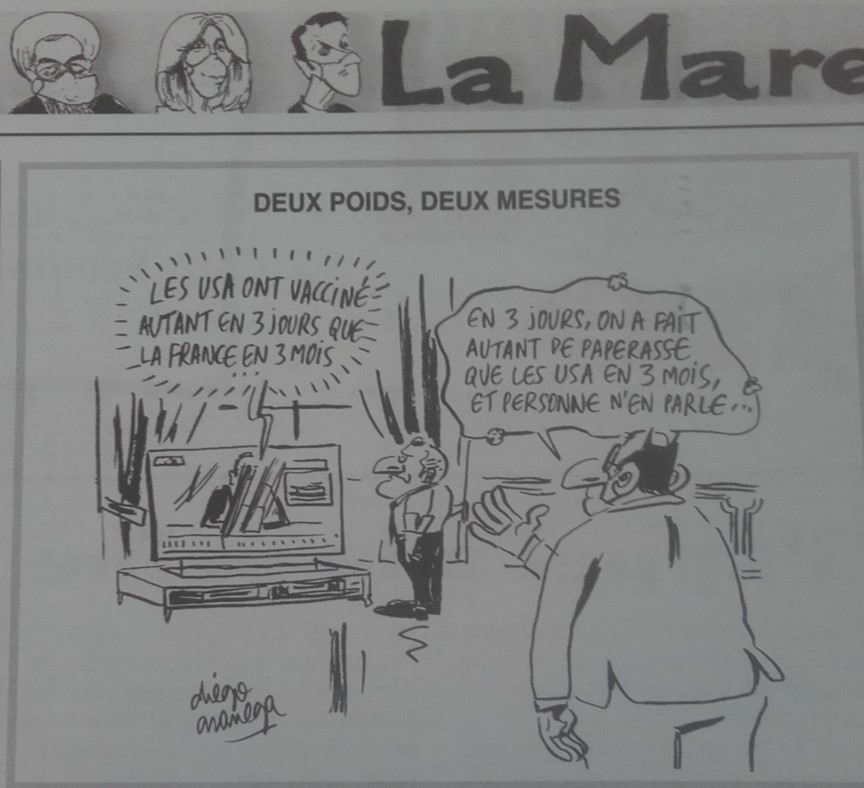 La Mare
DEUX POIDS, DEUX MESURES
LES USA ONT VACCINÉ
AUTANT EN 3 JOURS QUE
LA FRANCE EN 3 MOIS
...
EN 3 JOURS, ON A FAIT
AUTANT DE PAPERASSE
QUE LES USA EN 3 MOIS,
ET PERSONNE N'EN PARLE...
diego
aranega